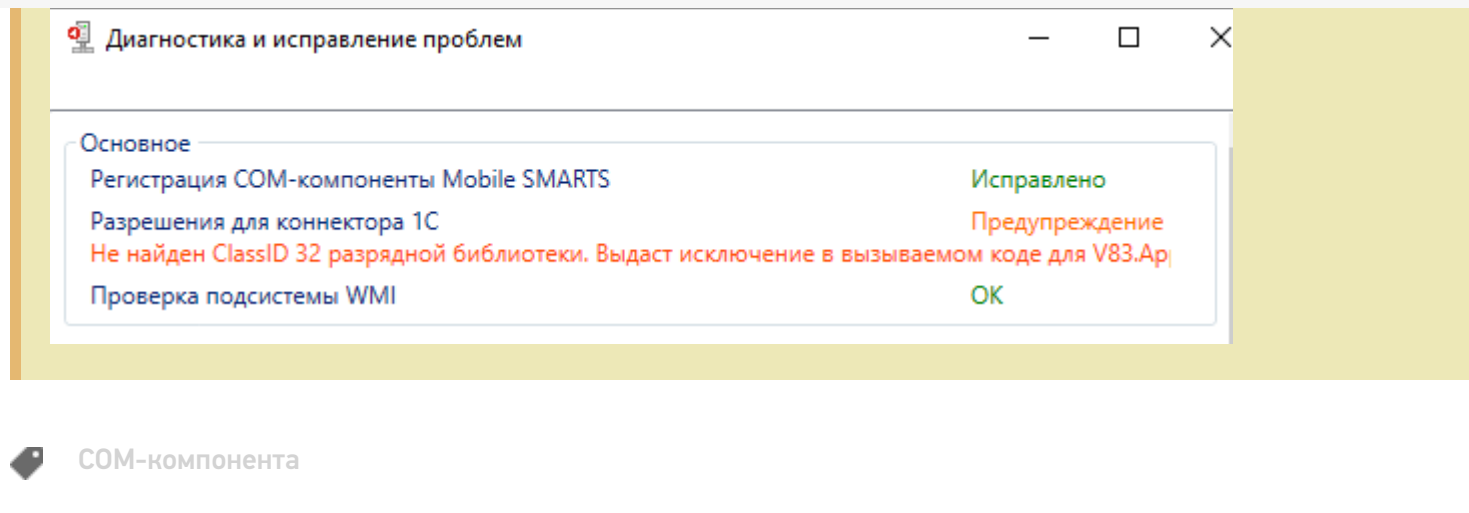 Диагностика и исправление проблем
Основное
Регистрация COM-компоненты Mobile SMARTS Исправлено
Разрешения для коннектора 1С Предупреждение
Не найден ClassID 32 разрядной библиотеки. Выдаст исключение в вызываемом коде для V83.Ap
Проверка подсистемы WMI OK
COM-компонента